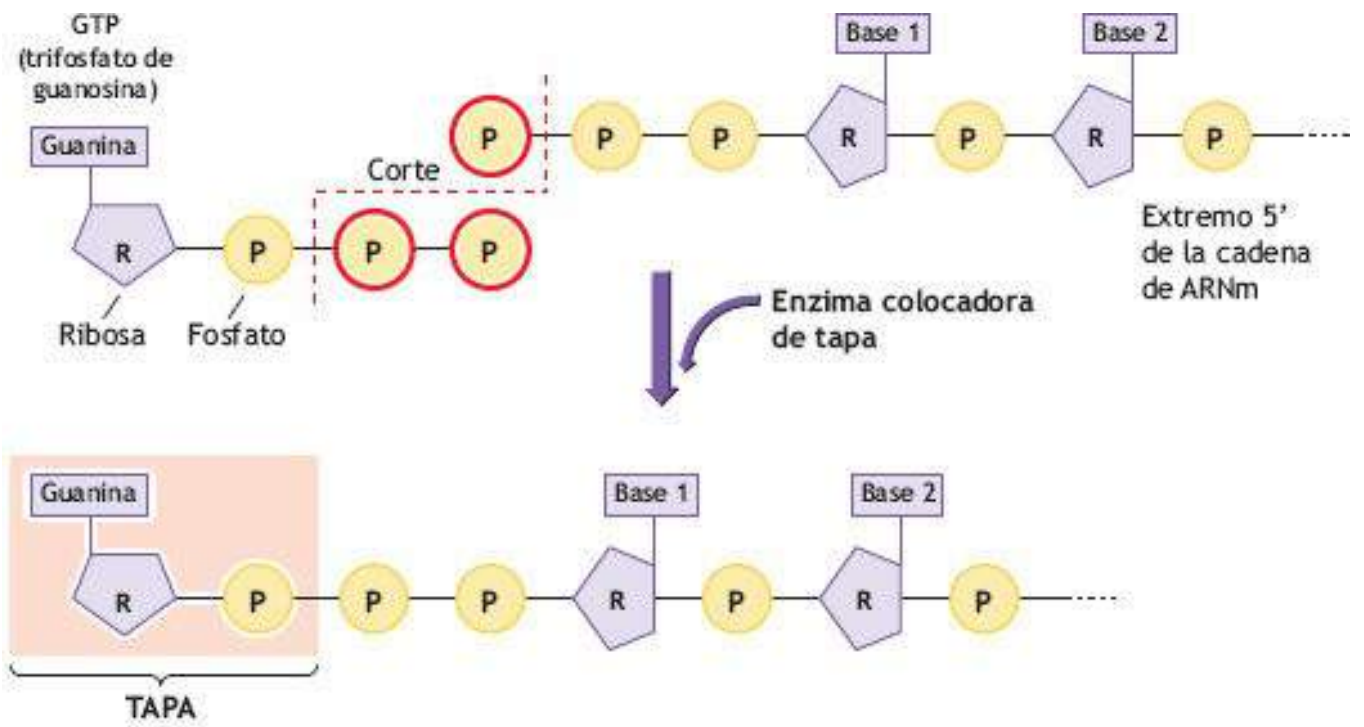 GTP
(trifosfato de
guanosina)
Guanina
R
P
P
P
Ribosa
Fosfato
Corte
P
P
P
Base 1
R
P
Base 2
R
P
Extremo 5’
de la cadena
de ARNm
Enzima colocadora
de tapa
Guanina
R
P
P
P
Base 1
R
P
Base 2
R
P
TAPA